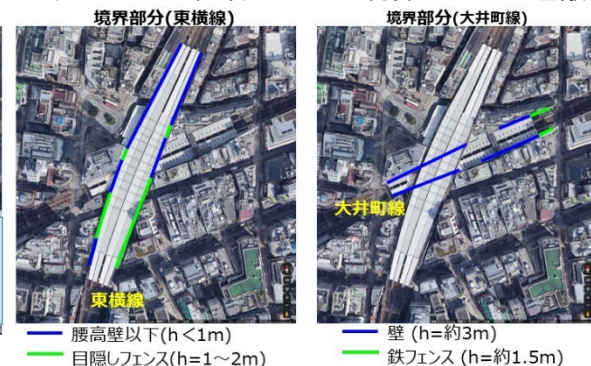 境界部分(東横線)
東横線
腰高壁以下(h<1m)
目隠しフェンス(h=1～2m)
境界部分(大井町線)
大井町線
壁 (h=約3m)
鉄フェンス (h=約1.5m)